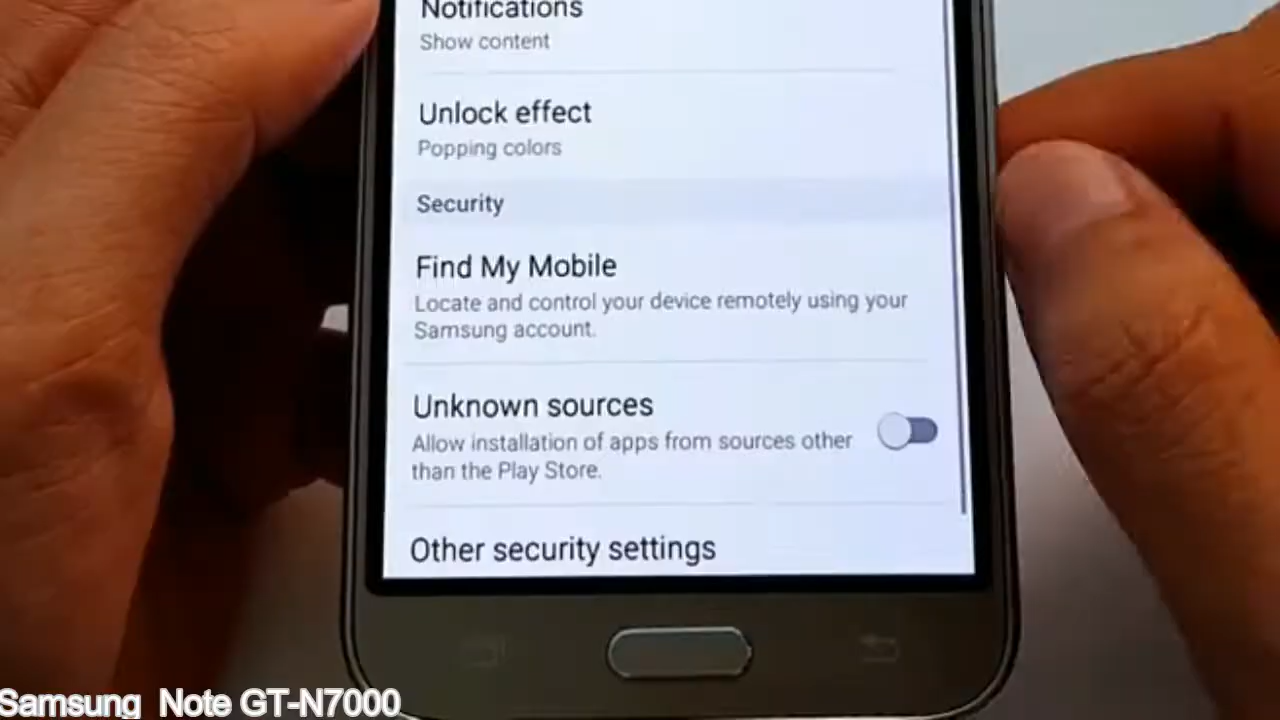 Notifications
Show content
Unlock effect
Popping colors
Security
Find My Mobile
Locate and control your device remotely using your
Samsung account.
Unknown sources
Allow installation of apps from sources other
than the Play Store.
Other security settings
Samsung  Note GT-N7000